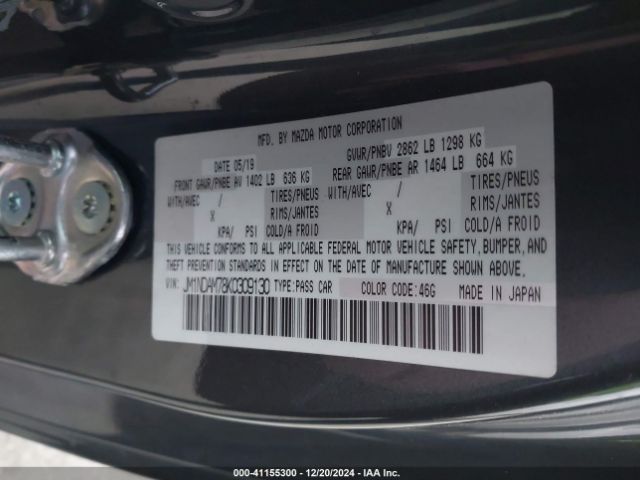 MFD. BY MAZDA MOTOR CORPORATION
DATE 05/19 GVWR/PNBV 2862 LB 1298 KG
FRONT GAWR/PNBE AV 1402 LB 636 KG REAR GAWR/PNBE AR 1464 LB 664 KG
WITH/AVEC / TIRES/PNEUS WITH/AVEC / TIRES/PNEUS
X RIMS/JANTES X RIMS/JANTES
KPA/ PSI COLD/A FROID KPA/ PSI COLD/A FROID
THIS VEHICLE CONFORMS TO ALL APPLICABLE FEDERAL MOTOR VEHICLE SAFETY,BUMPER,AND
THEFT PREVENTION STANDARDS IN EFFECT ON THE DATE OF MANUFACTURE SHOWN ABOVE.
VIN: JM1NDAM78K0309130 TYPE:PASS CAR COLOR CODE:46G MADE IN JAPAN
000-41155300 - 12/20/2024 - IAA Inc.